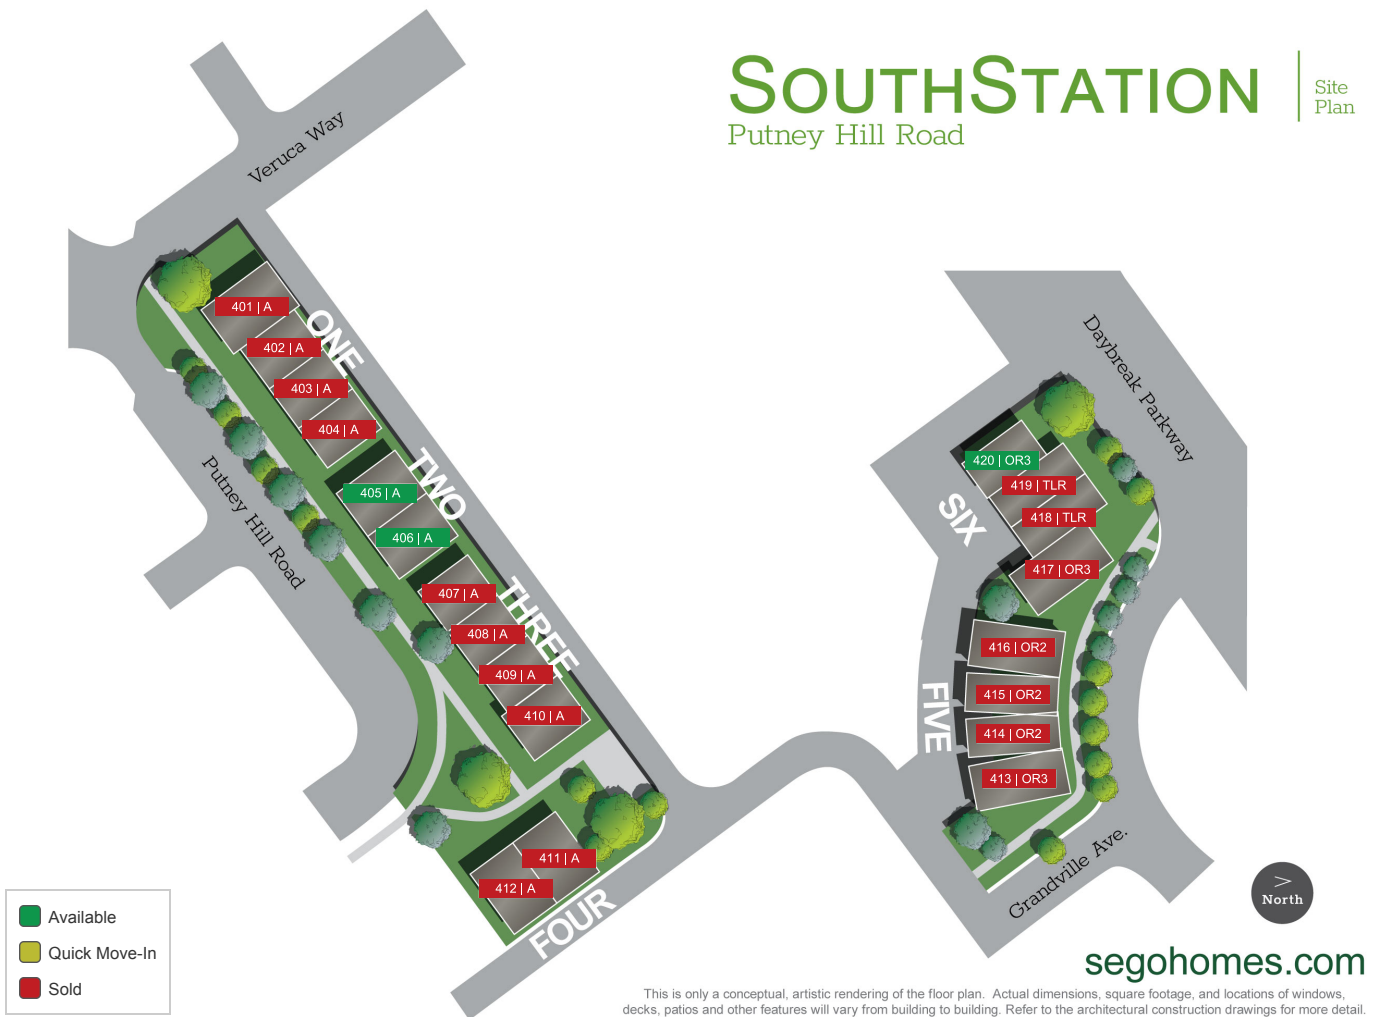 SOUTHSTATION
Putney Hill Road
Site
Plan
Veruca Way
401 | A
402 | A
403 | A
404 | A
ONE
405 | A
406 | A
TWO
407 | A
408 | A
409 | A
410 | A
THREE
Putney Hill Road
411 | A
412 | A
FOUR
Daybreak Parkway
420 | OR3
419 | TLR
418 | TLR
417 | OR3
SIX
416 | OR2
415 | OR2
414 | OR2
413 | OR3
FIVE
Grandville Ave.
>
North
Available
Quick Move-In
Sold
segohomes.com
This is only a conceptual, artistic rendering of the floor plan.  Actual dimensions, square footage, and locations of windows,
decks, patios and other features will vary from building to building. Refer to the architectural construction drawings for more detail.